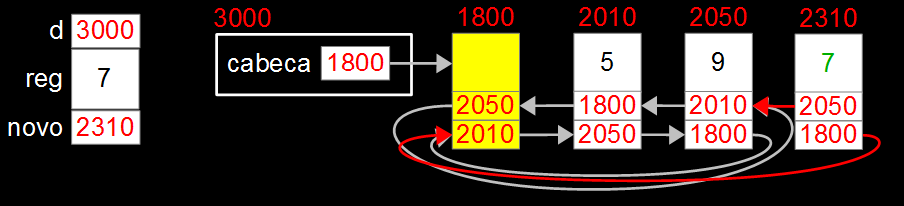 3000 1800 2010 2050 2310
d 3000
cabeca 1800
reg 7
5 9 7
novo 2310
2050 1800 2010 2050
2010 2050 1800 1800